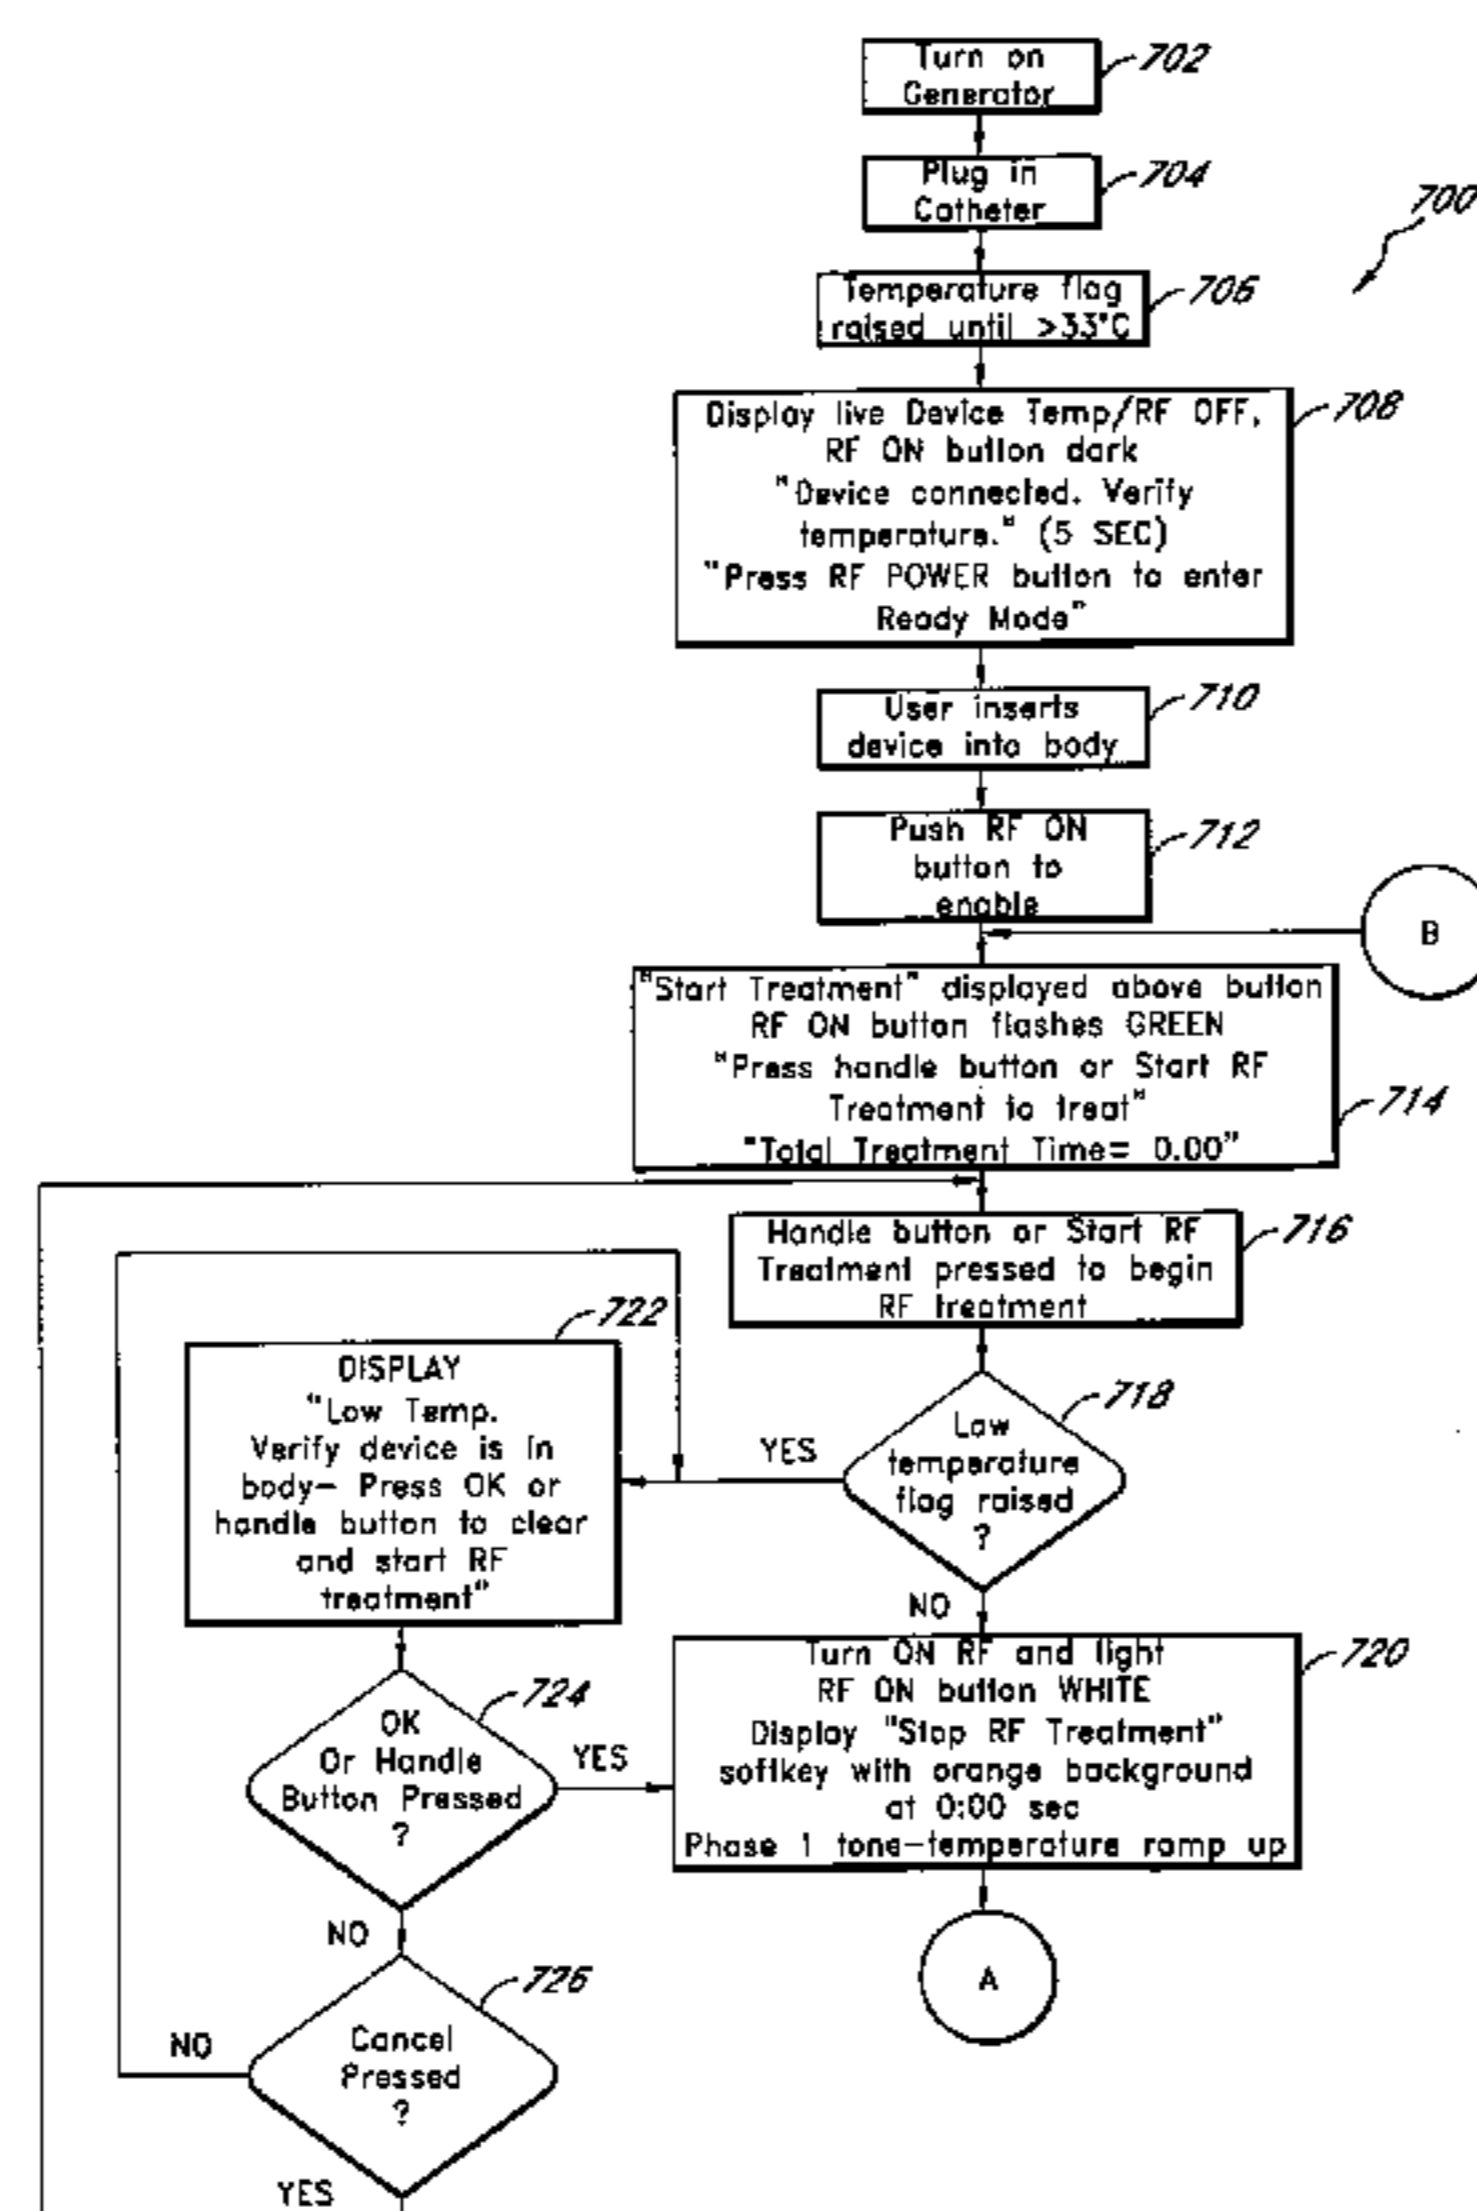 Turn on
Generator
702
Plug in
Catheter
704
700
Temperature flag
raised until >33°C
706
Display live Device Temp/RF OFF,
RF ON button dark
"Device connected. Verify
temperature." (5 SEC)
"Press RF POWER button to enter
Ready Mode"
708
User inserts
device into body
710
Push RF ON
button to
enable
712
B
"Start Treatment" displayed above button
RF ON button flashes GREEN
"Press handle button or Start RF
Treatment to treat"
"Total Treatment Time= 0.00"
714
Handle button or Start RF
Treatment pressed to begin
RF treatment
716
722
DISPLAY
"Low Temp.
Verify device is in
body- Press OK or
handle button to clear
and start RF
treatment"
YES
Low
temperature
flag raised
?
718
NO
Turn ON RF and light
RF ON button WHITE
Display "Stop RF Treatment"
softkey with orange background
at 0:00 sec
Phase 1 tone-temperature ramp up
720
OK
Or Handle
Button Pressed
?
724
YES
NO
A
Cancel
Pressed
?
726
NO
YES